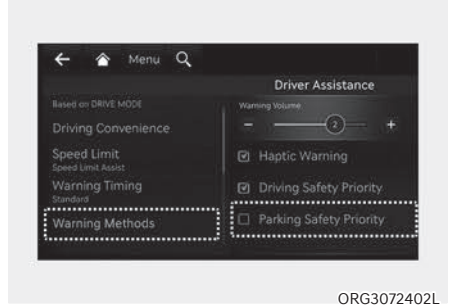 Menu
Driver Assistance
Based on DRIVE MODE
Driving Convenience
Speed Limit
Speed Limit Assist
Warning Timing
Standard
Warning Methods
Warning Volume
- 2 +
Haptic Warning
Driving Safety Priority
Parking Safety Priority
ORG3072402L